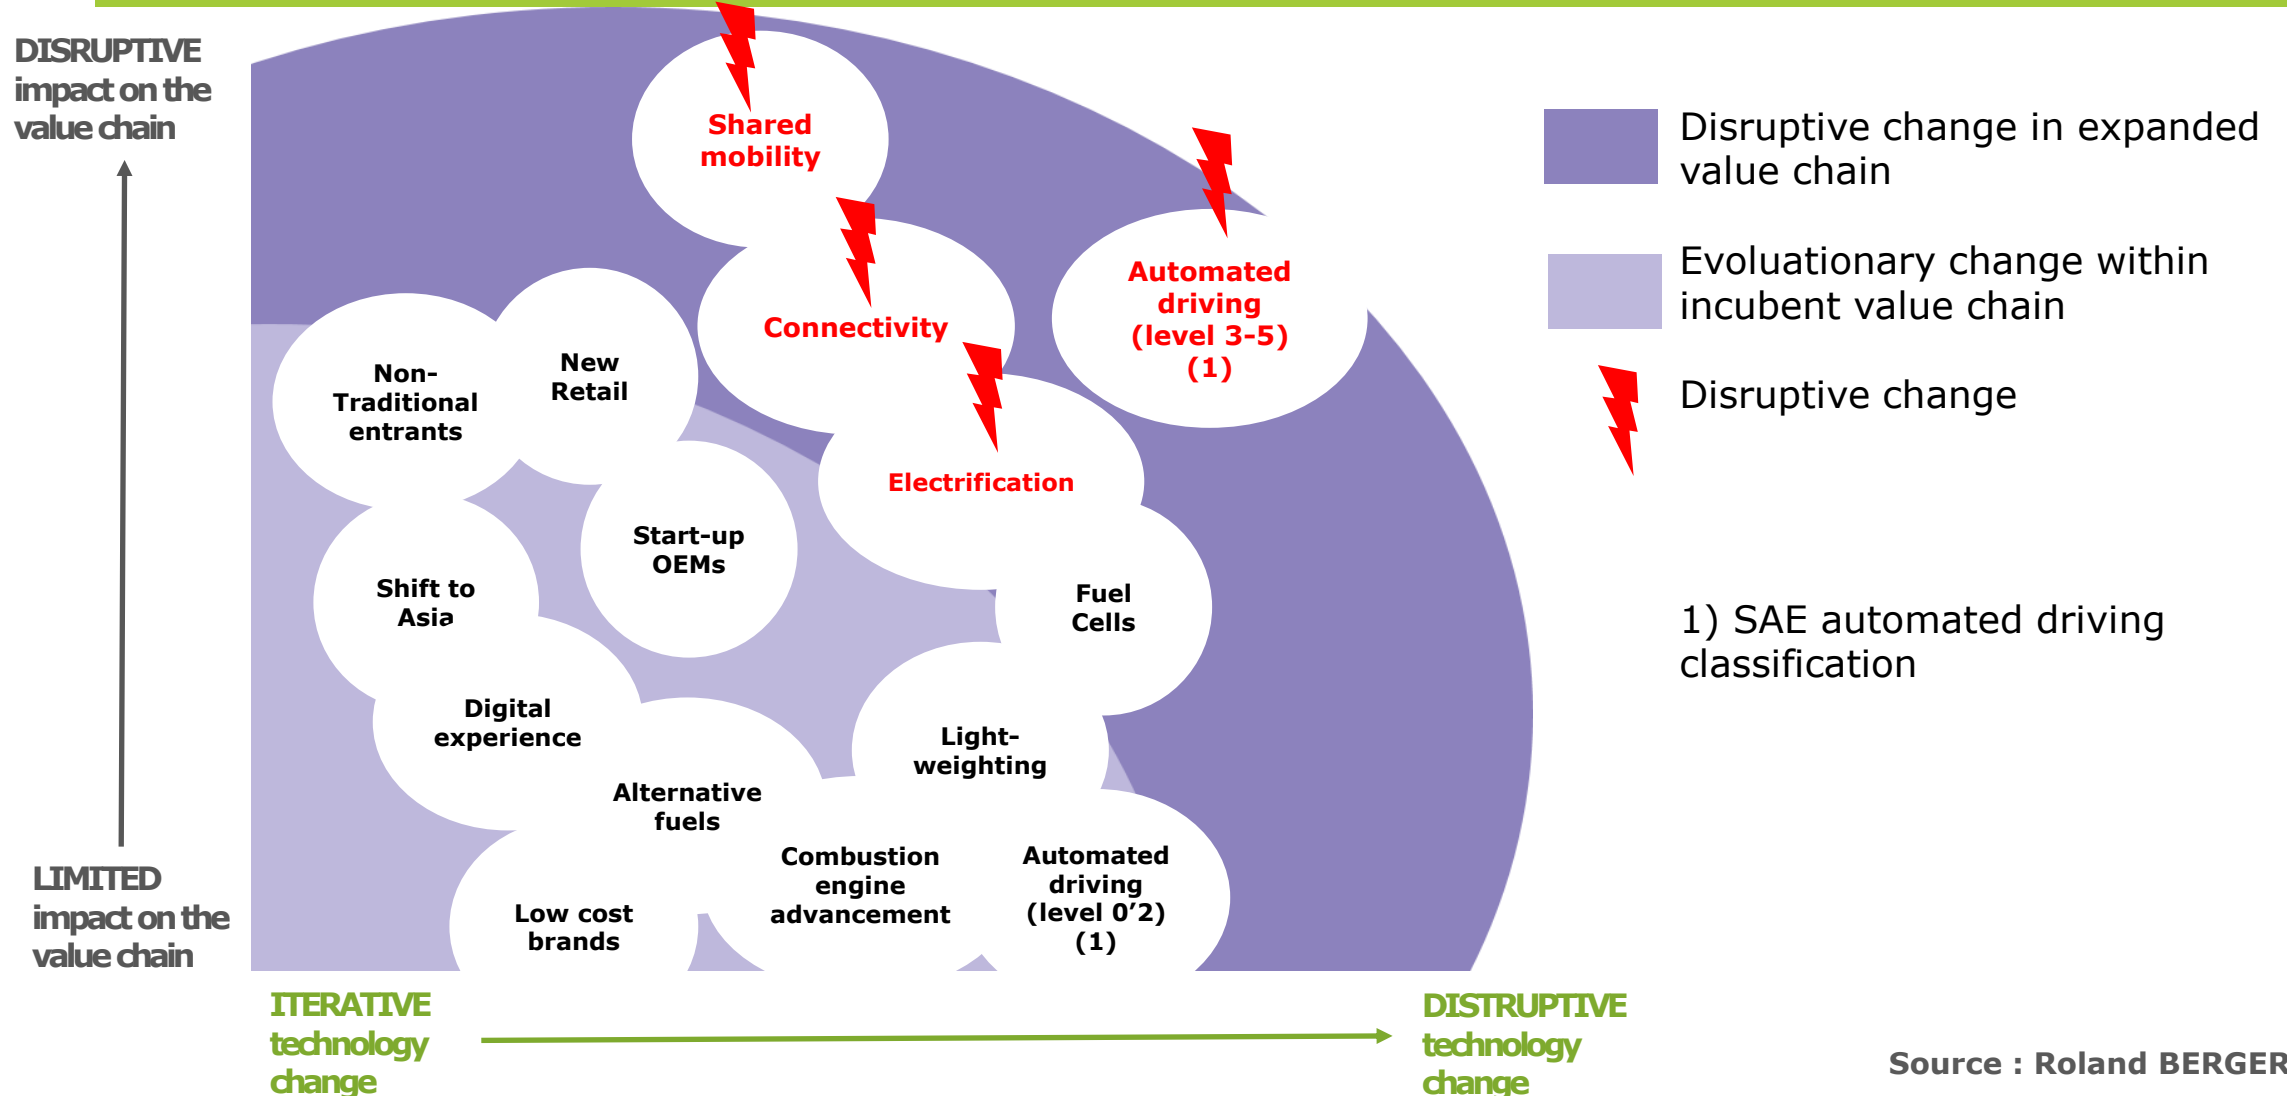 DISRUPTIVE
impact on the
value chain
LIMITED
impact on the
value chain
Shared
mobility
Connectivity
Automated
driving
(level 3-5)
(1)
Electrification
Non-
Traditional
entrants
New
Retail
Start-up
OEMs
Shift to
Asia
Fuel
Cells
Digital
experience
Light-
weighting
Alternative
fuels
Combustion
engine
advancement
Automated
driving
(level 0’2)
(1)
Low cost
brands
ITERATIVE
technology
change
DISTRUPTIVE
technology
change
Disruptive change in expanded
value chain
Evoluationary change within
incubent value chain
Disruptive change
1) SAE automated driving
classification
Source : Roland BERGER